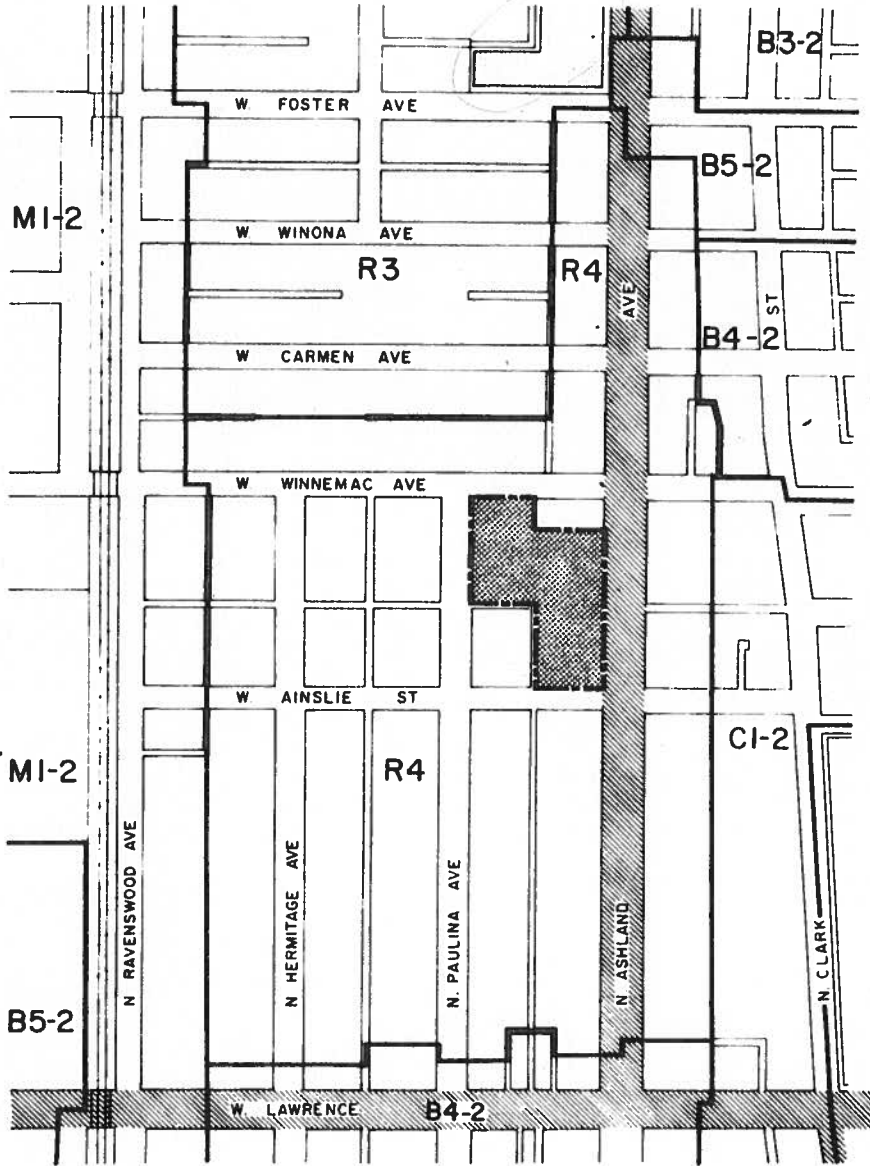 B3-2
W. FOSTER AVE
B5-2
M1-2
W WINONA AVE
R3
R4
AVE
ST
B4-2
W CARMEN AVE
W WINNEMAC AVE
W. AINSLIE ST
C1-2
M1-2
R4
N RAVENSWOOD AVE
N HERMITAGE AVE
N. PAULINA AVE
N. ASHLAND
N. CLARK
B5-2
W. LAWRENCE B4-2